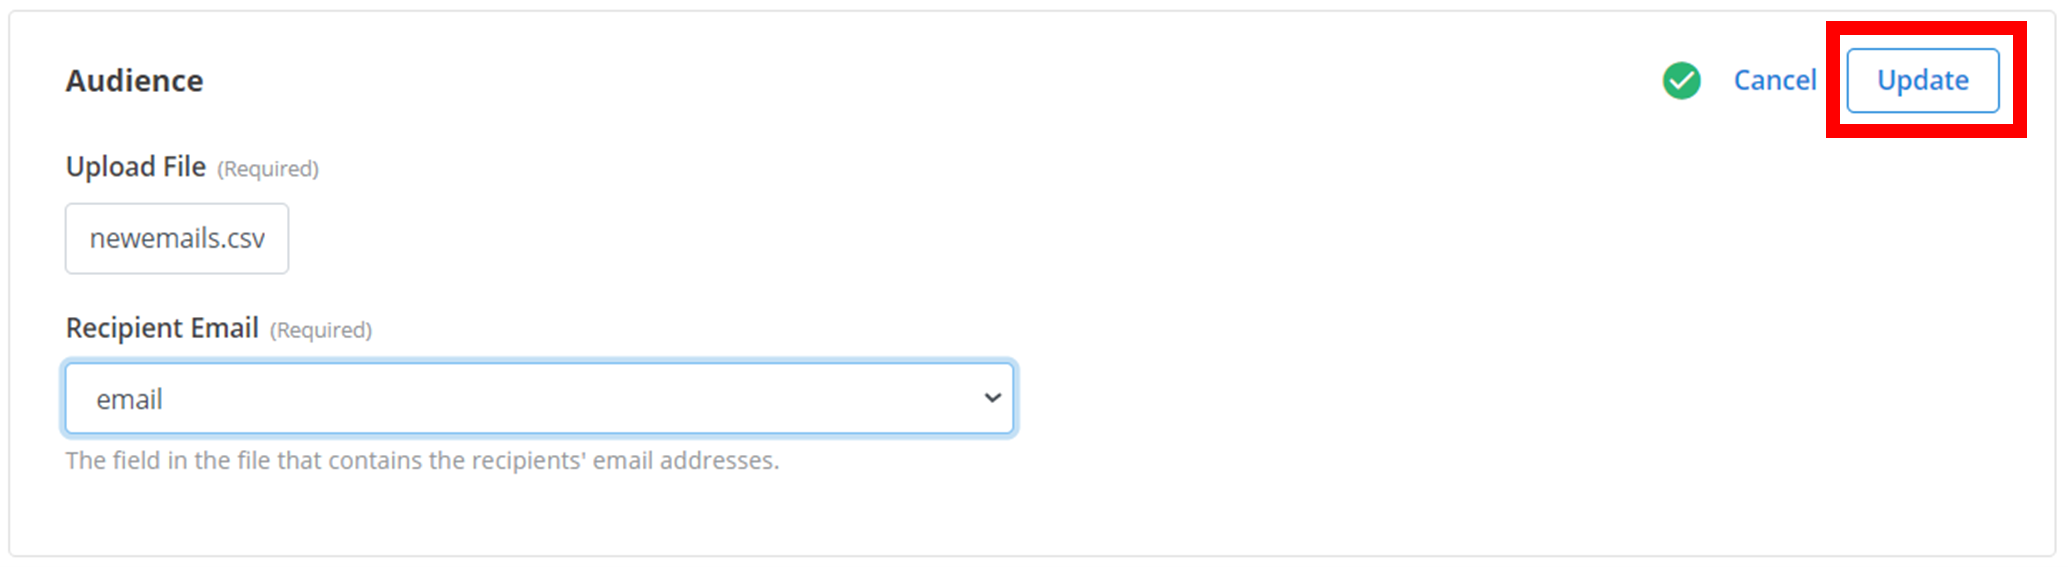 Audience
Cancel
Update
Upload File (Required)
newemails.csv
Recipient Email (Required)
email
The field in the file that contains the recipients' email addresses.